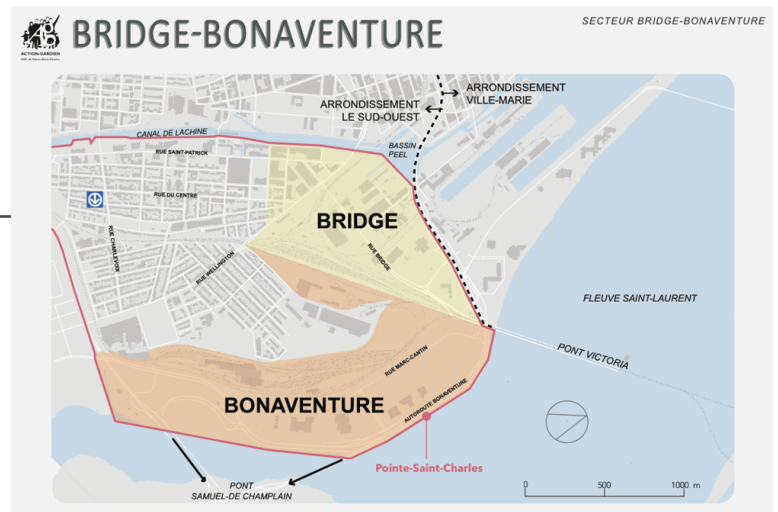 BRIDGE-BONAVENTURE
SECTEUR BRIDGE-BONAVENTURE
ACTION-GARDIEN
ARRONDISSEMENT
VILLE-MARIE
ARRONDISSEMENT
LE SUD-OUEST
CANAL DE LACHINE
BASSIN
PEEL
RUE SAINT-PATRICK
RUE DU CENTRE
BRIDGE
RUE CHARLEVOIX
RUE WELLINGTON
RUE BRIDGE
FLEUVE SAINT-LAURENT
PONT VICTORIA
RUE MARC-CANTIN
BONAVENTURE
AUTOROUTE BONAVENTURE
Pointe-Saint-Charles
PONT
SAMUEL-DE CHAMPLAIN
0 500 1000 m